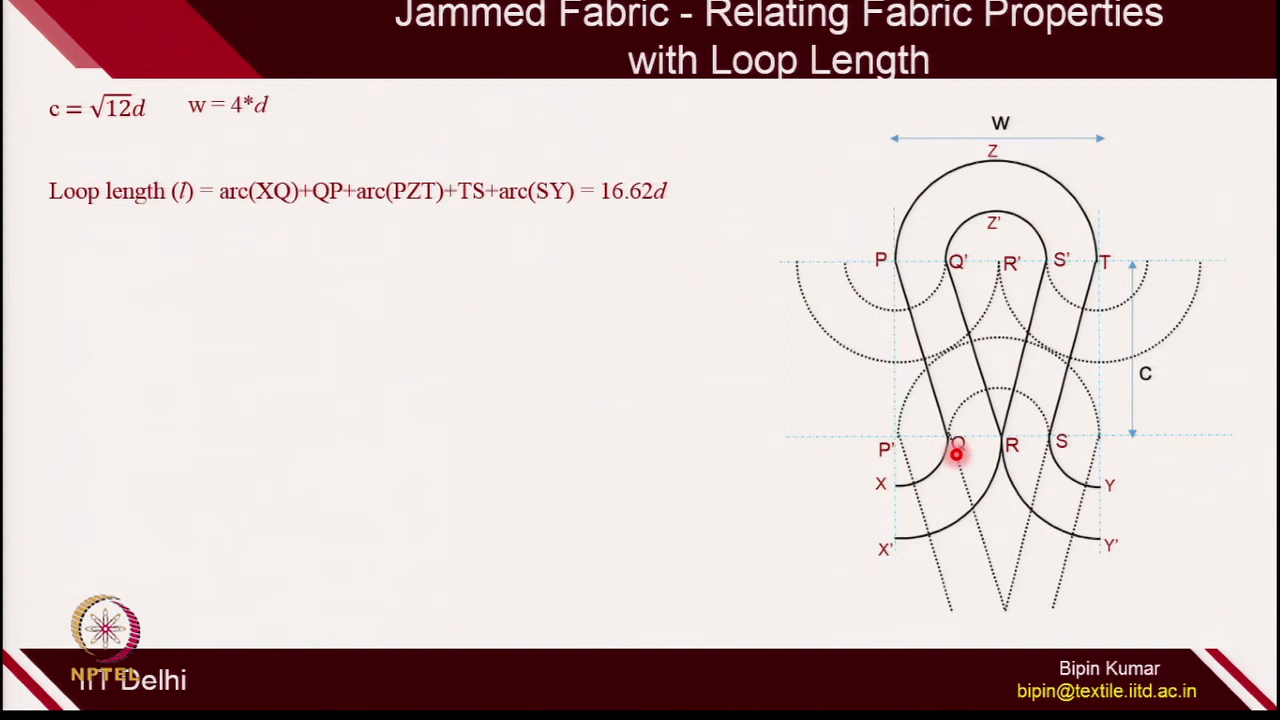 Jammed Fabric - Relating Fabric Properties
with Loop Length
c = √12d w = 4*d
Loop length (l) = arc(XQ)+QP+arc(PZT)+TS+arc(SY) = 16.62d
W
Z
Z'
P Q' R' S' T
C
P' Q R S
X Y
X' Y'
NPTEL
IIT Delhi
Bipin Kumar
bipin@textile.iitd.ac.in